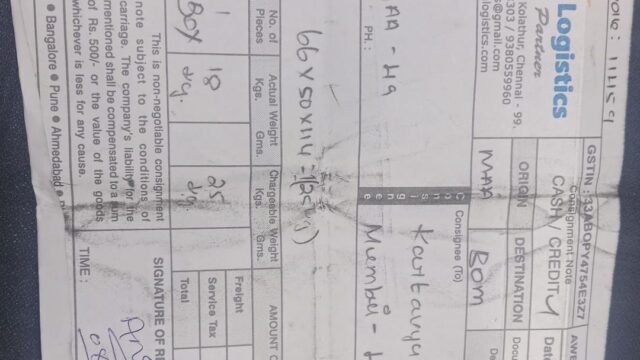 Logistics
Partner
Kolathur, Chennai - 99.
303 / 9380559960
s@gmail.com
logistics.com
GSTIN : 33ABOPY4754E3Z7
Consignment Note
CASH / CREDIT
ORIGIN
DESTINATION
MAA
BOM
PH :
Consignee (To)
Mumbai -
66 x 50 x 114 =
No. of
Pieces
Actual Weight
Kgs.
Gms.
Chargeable Weight
Kgs.
Gms.
1
Box
18
kg.
25
kg
Freight
Service Tax
Total
This is non-negotiable consignment
note subject to the conditions of
carriage. The company's liability for the
mentioned shall be compensated to a sum
of Rs. 500/- or the value of the goods
whichever is less for any cause.
SIGNATURE OF
TIME :
• Bangalore • Pune • Ahmedabad